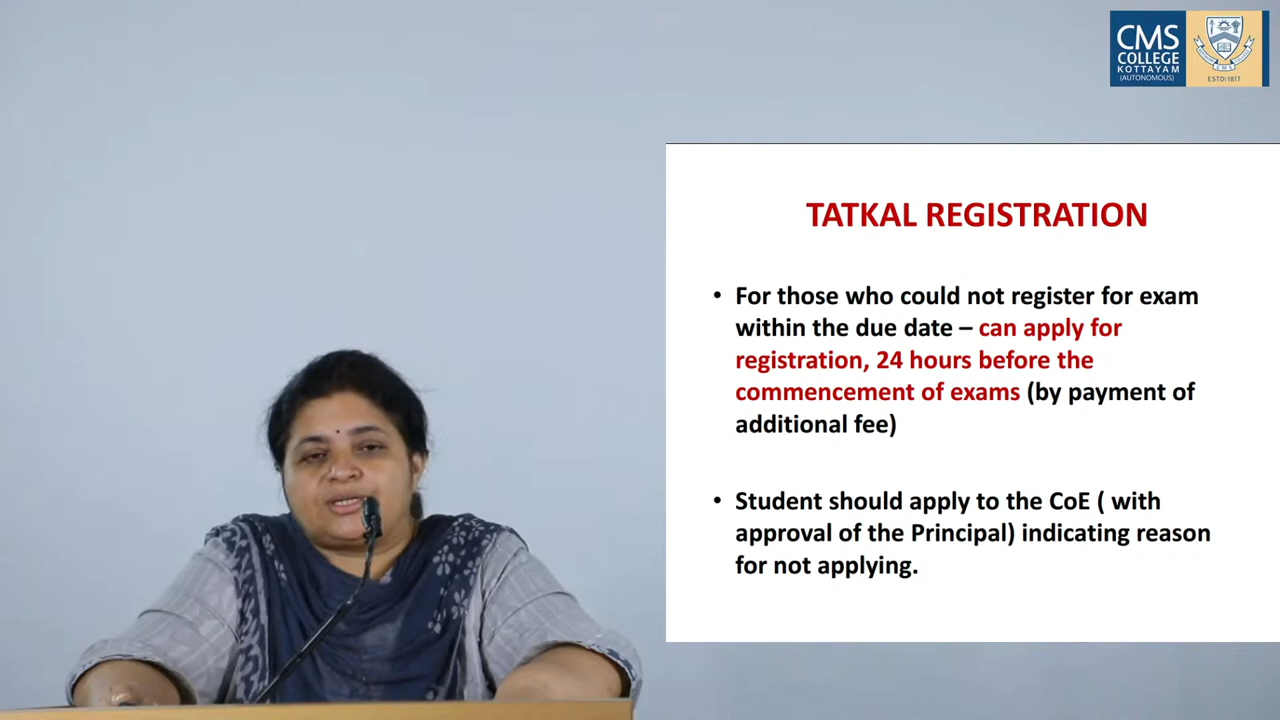 CMS
COLLEGE
KOTTAYAM
(AUTONOMOUS)
ESTD:1817
TATKAL REGISTRATION
• For those who could not register for exam
within the due date – can apply for
registration, 24 hours before the
commencement of exams (by payment of
additional fee)
• Student should apply to the CoE ( with
approval of the Principal) indicating reason
for not applying.